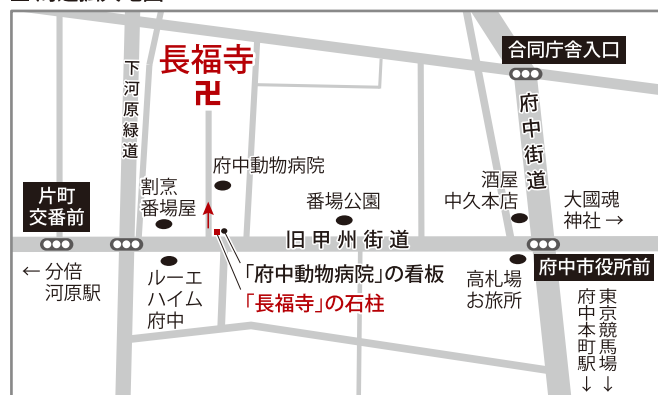 合同庁舎入口
長福寺
卍
下河原緑道
府中街道
府中動物病院
割烹
番場屋
番場公園
酒屋
中久本店
大國魂
神社→
片町
交番前
旧甲州街道
←分倍
河原駅
ルーエ
ハイム
府中
「府中動物病院」の看板
「長福寺」の石柱
高札場
お旅所
府中市役所前
東京競馬場↓
府中本町駅↓